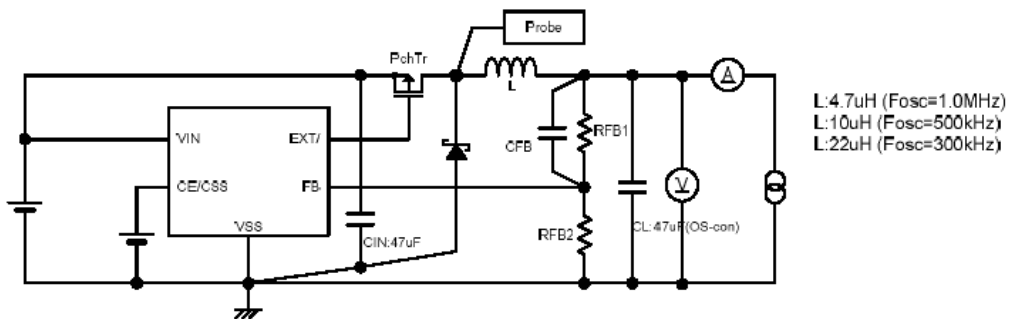 Probe
PchTr
L
VIN
EXT/
CE/CSS
FB
VSS
CIN:47uF
CFB
RFB1
RFB2
CL:47uF(OS-con)
A
V
L:4.7uH (Fosc=1.0MHz)
L:10uH (Fosc=500kHz)
L:22uH (Fosc=300kHz)